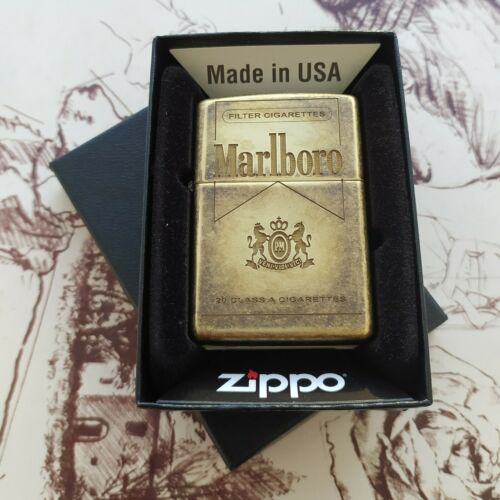 Made in USA
FILTER CIGARETTES
Marlboro
20 CLASS A CIGARETTES
zippo